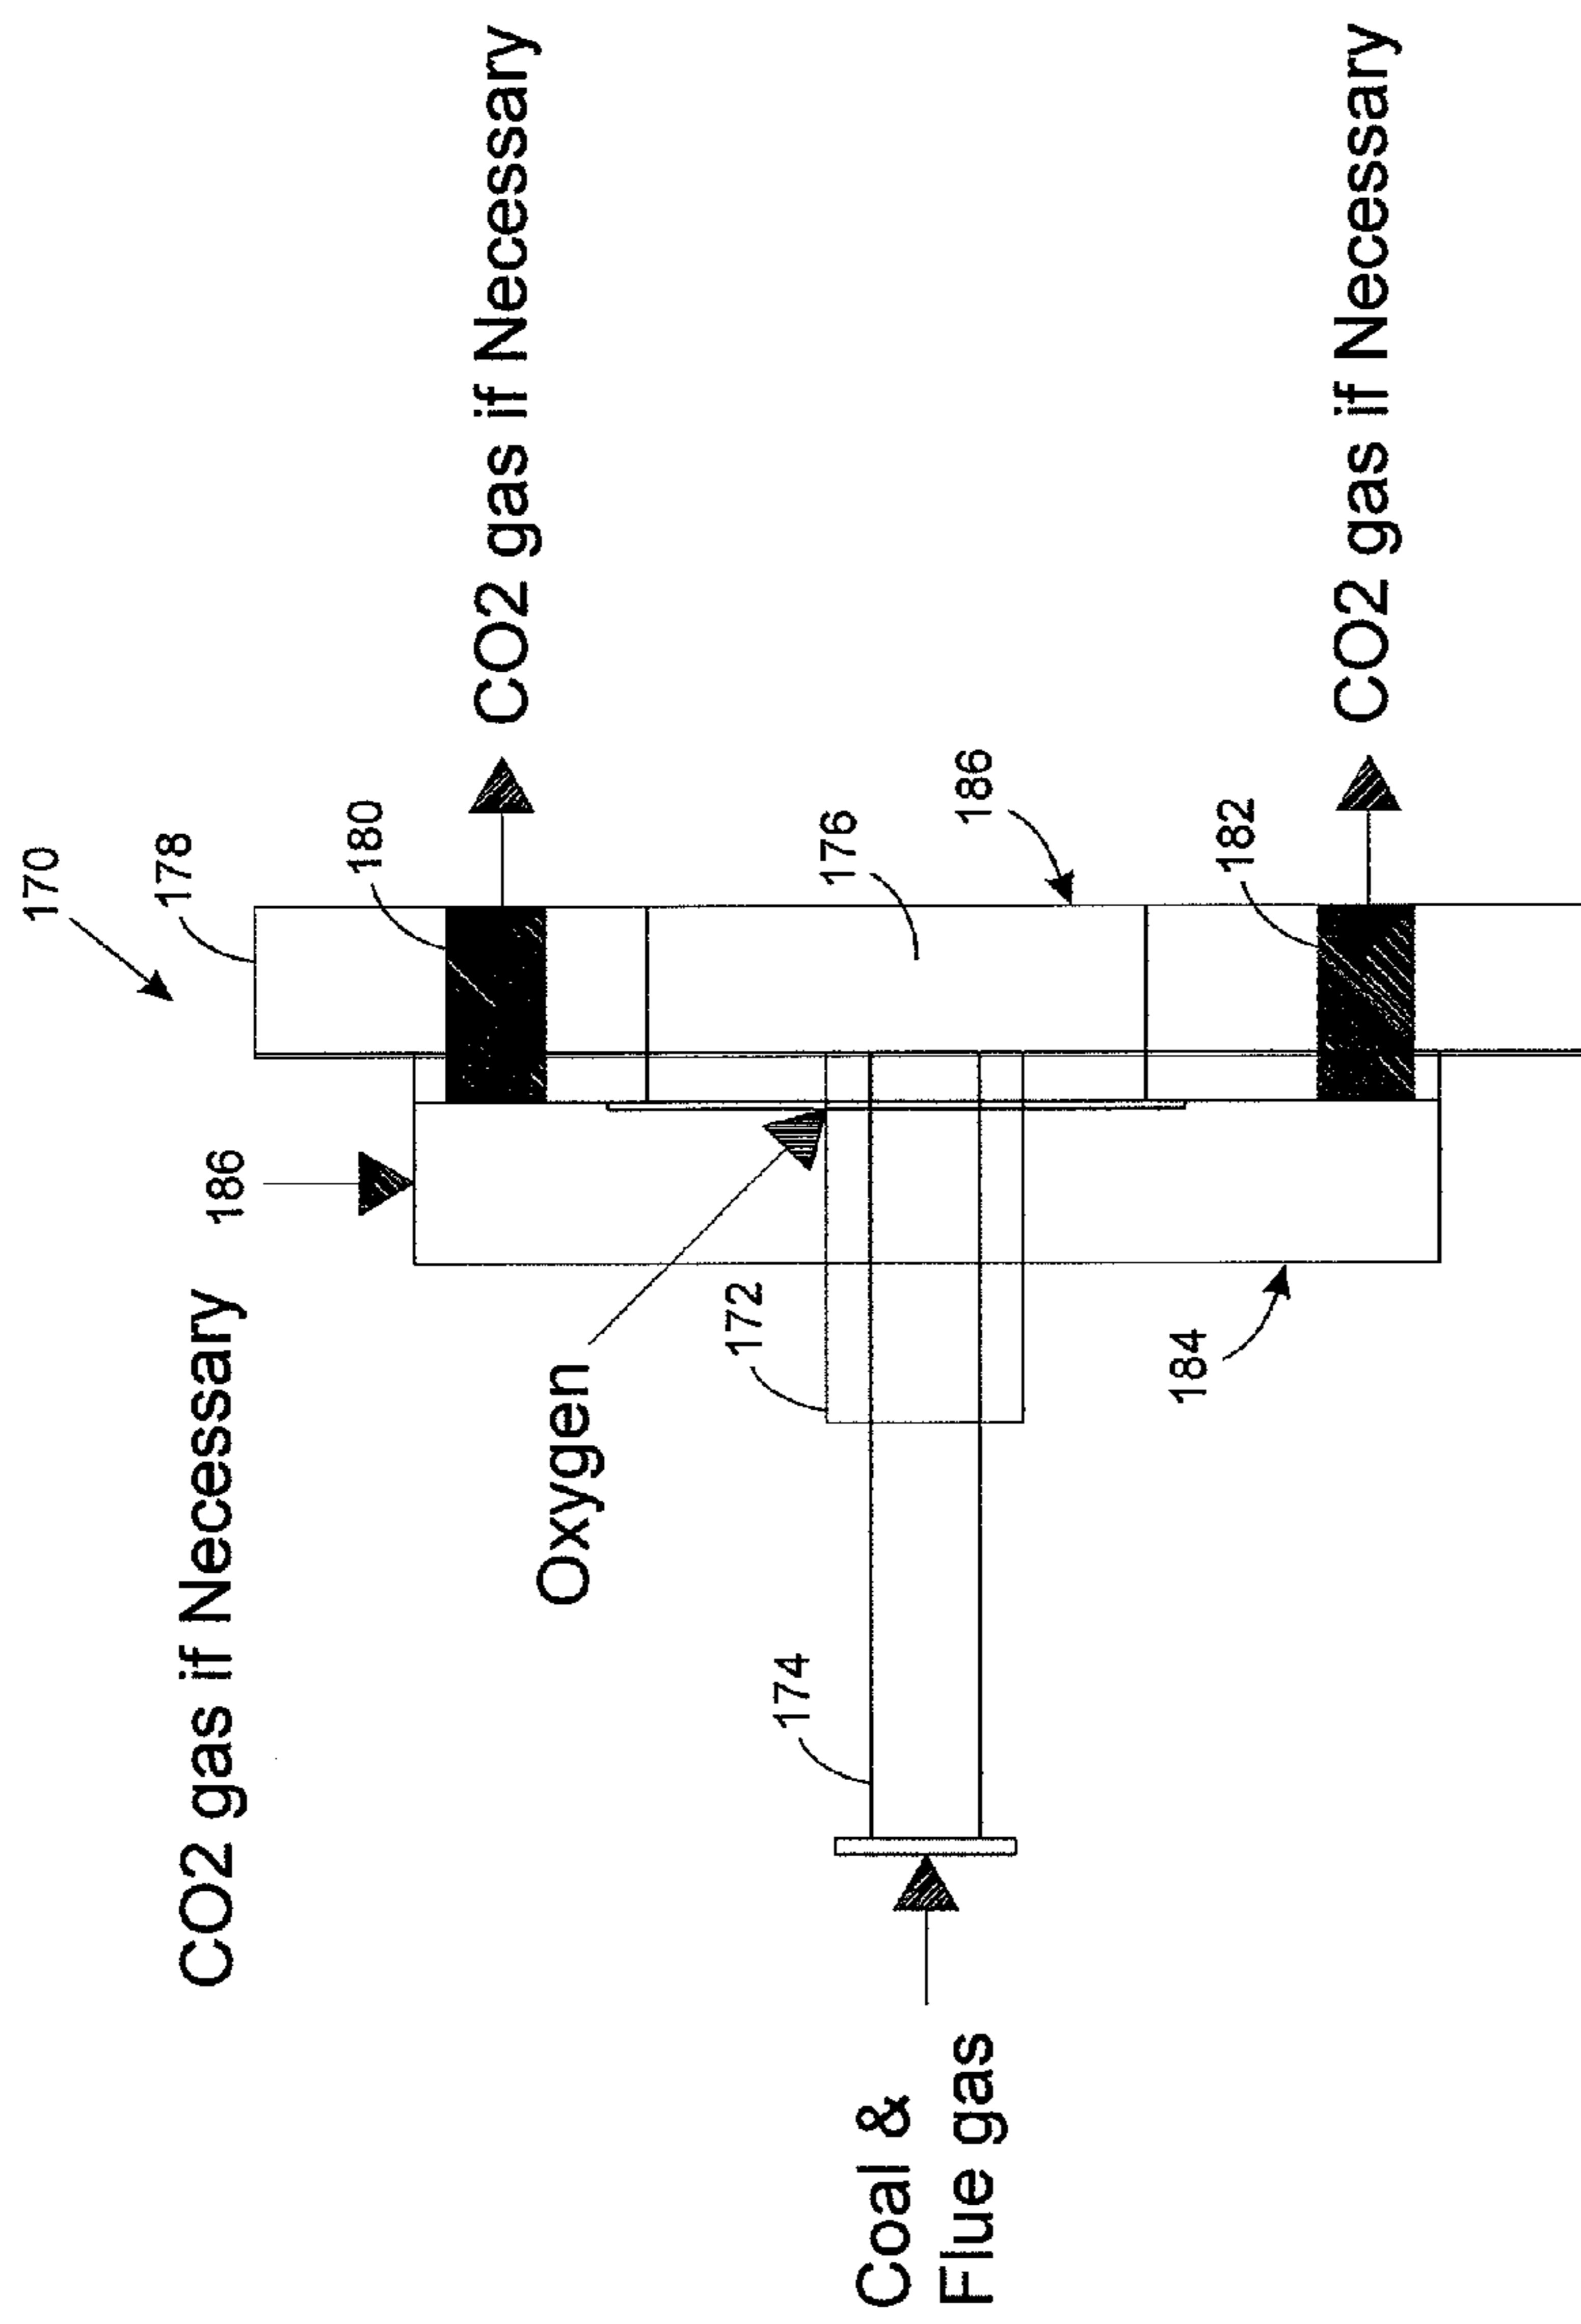 170
178
180
CO2 gas if Necessary
176
186
182
CO2 gas if Necessary
CO2 gas if Necessary
186
Oxygen
172
184
174
Coal &
Flue gas